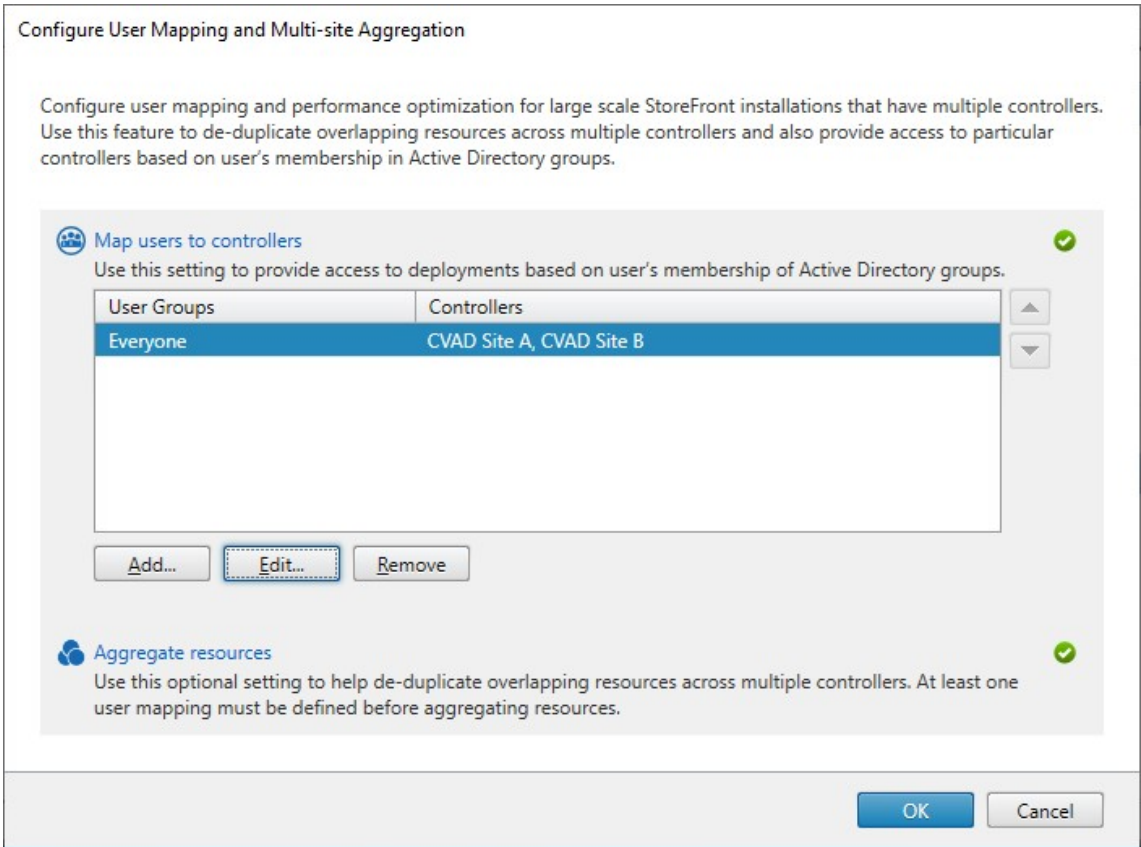 Configure User Mapping and Multi-site Aggregation
Configure user mapping and performance optimization for large scale StoreFront installations that have multiple controllers.
Use this feature to de-duplicate overlapping resources across multiple controllers and also provide access to particular
controllers based on user's membership in Active Directory groups.
Map users to controllers
Use this setting to provide access to deployments based on user's membership of Active Directory groups.
User Groups Controllers
Everyone CVAD Site A, CVAD Site B
Add... Edit... Remove
Aggregate resources
Use this optional setting to help de-duplicate overlapping resources across multiple controllers. At least one
user mapping must be defined before aggregating resources.
OK Cancel